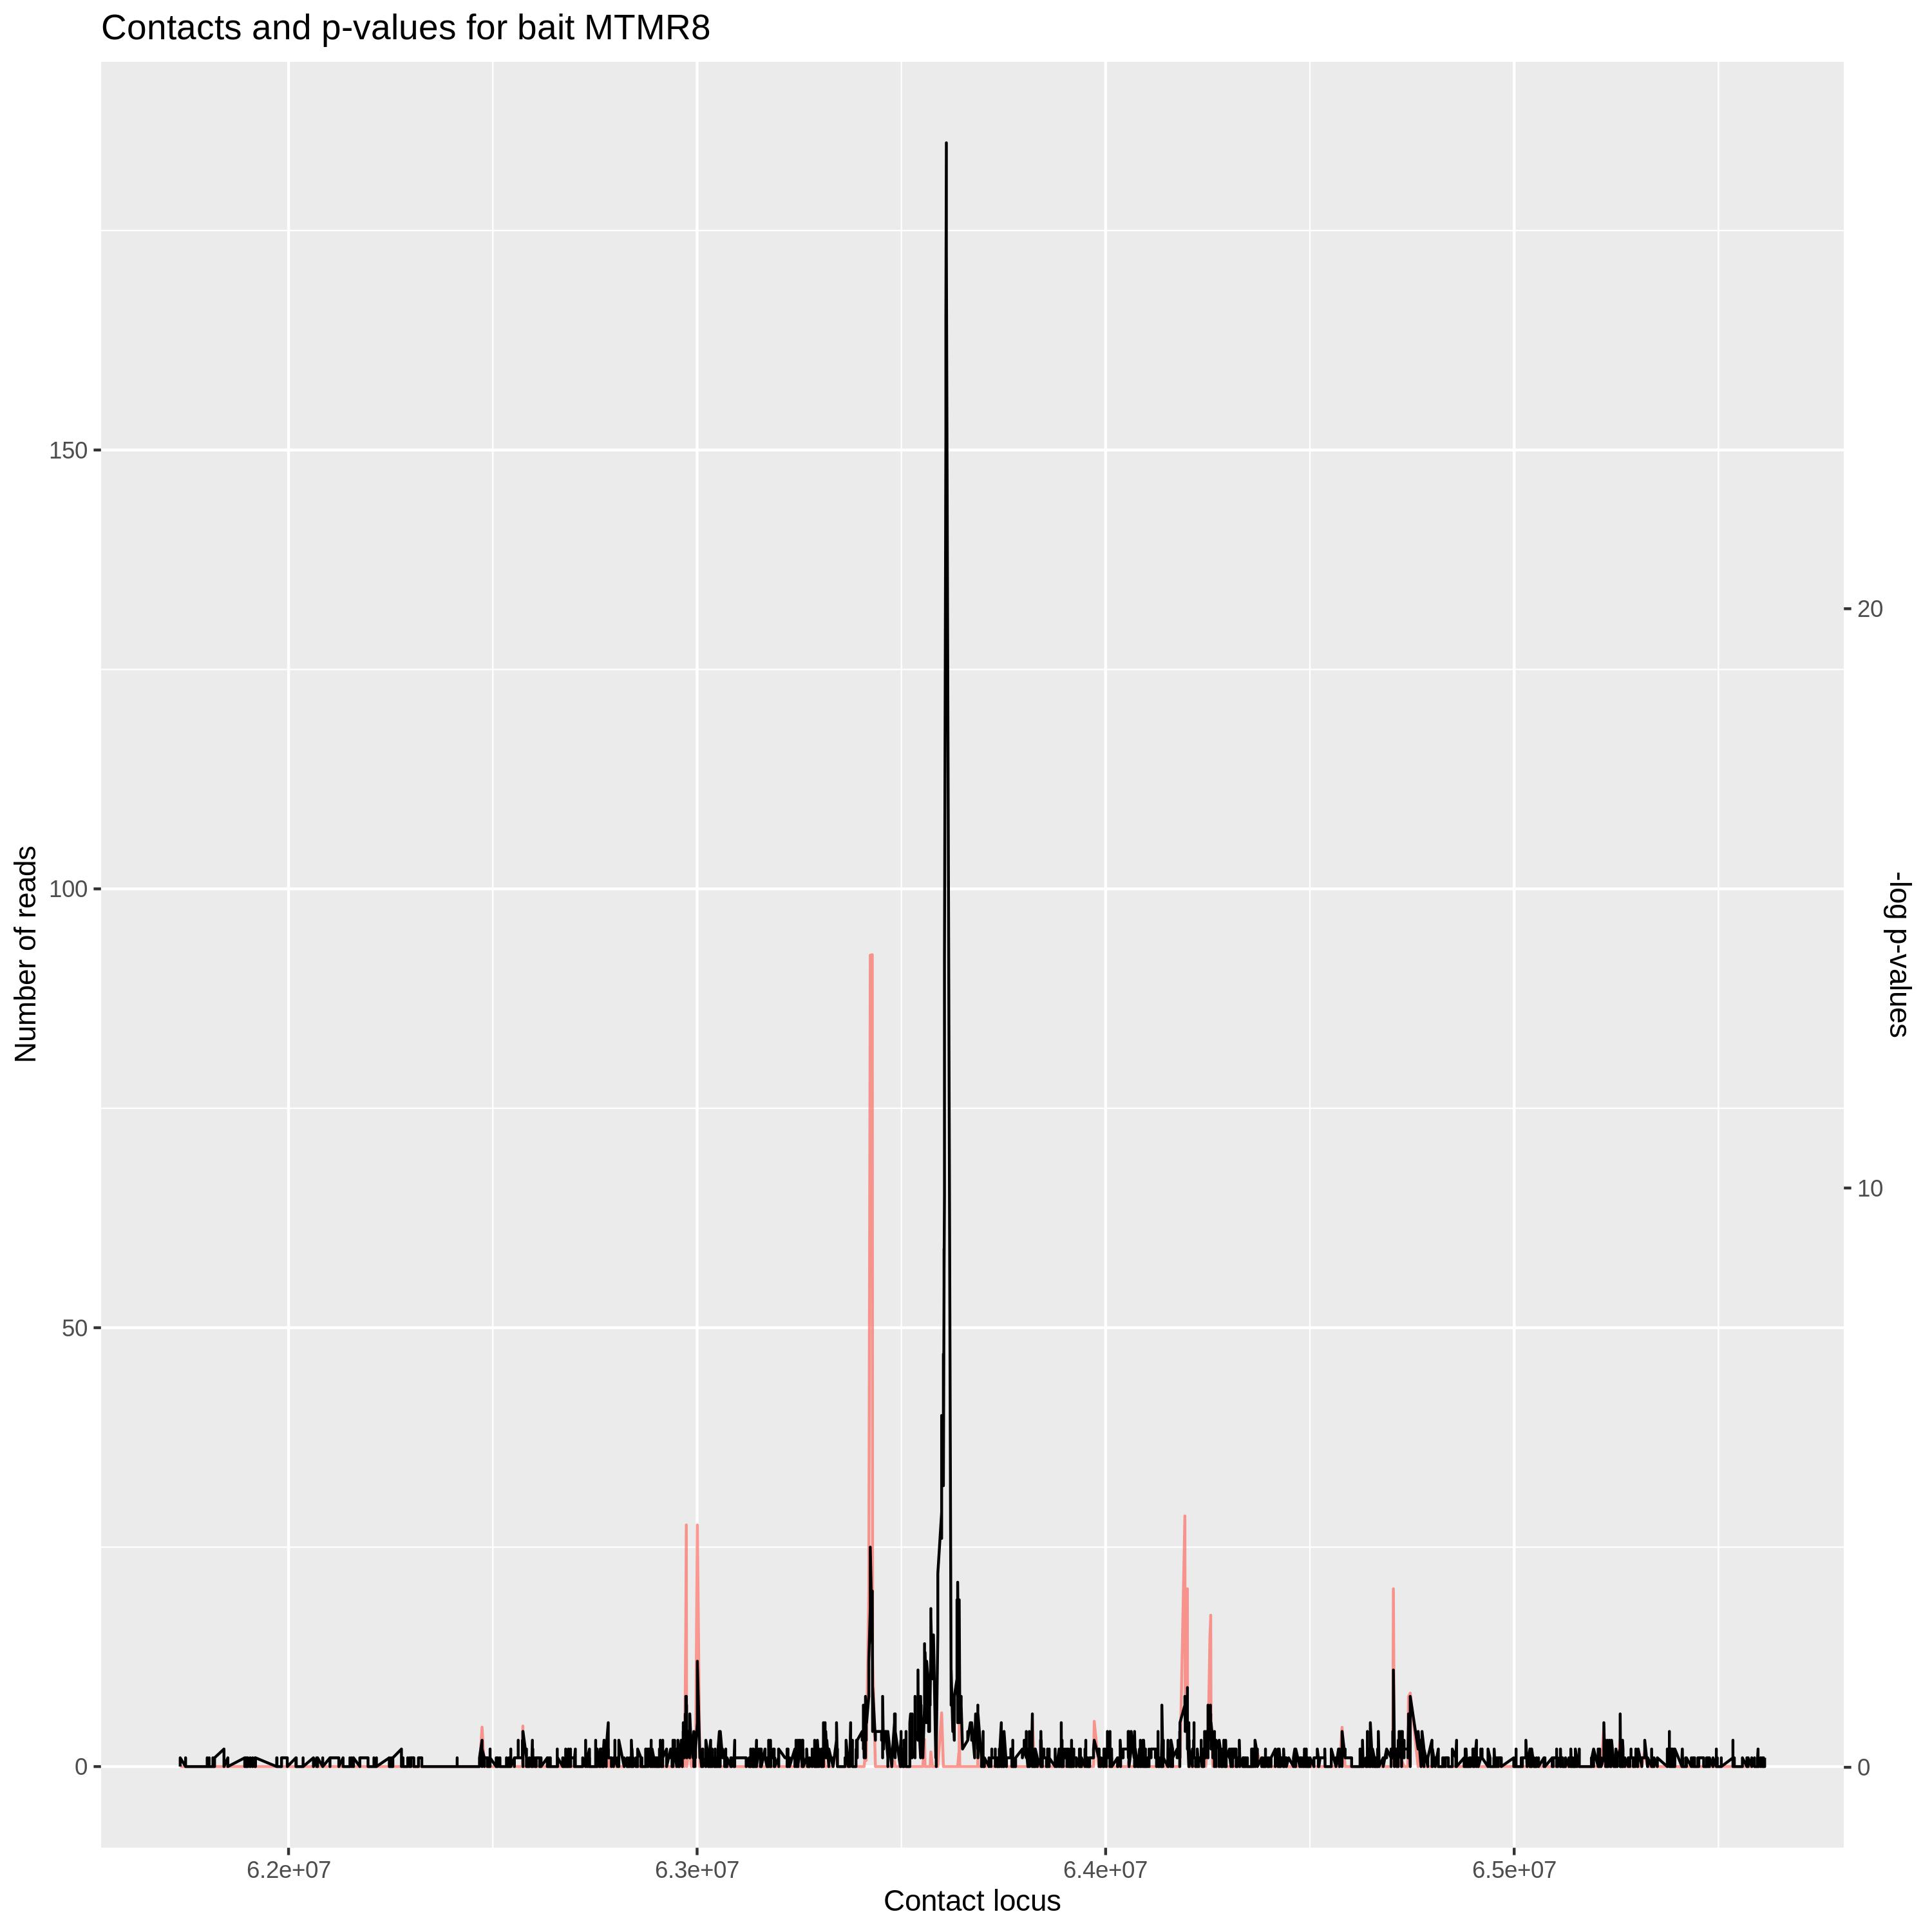 Contacts and p-values for bait MTMR8
Number of reads
150
100
50
0
20
10
0
-log p-values
6.2e+07
6.3e+07
6.4e+07
6.5e+07
Contact locus